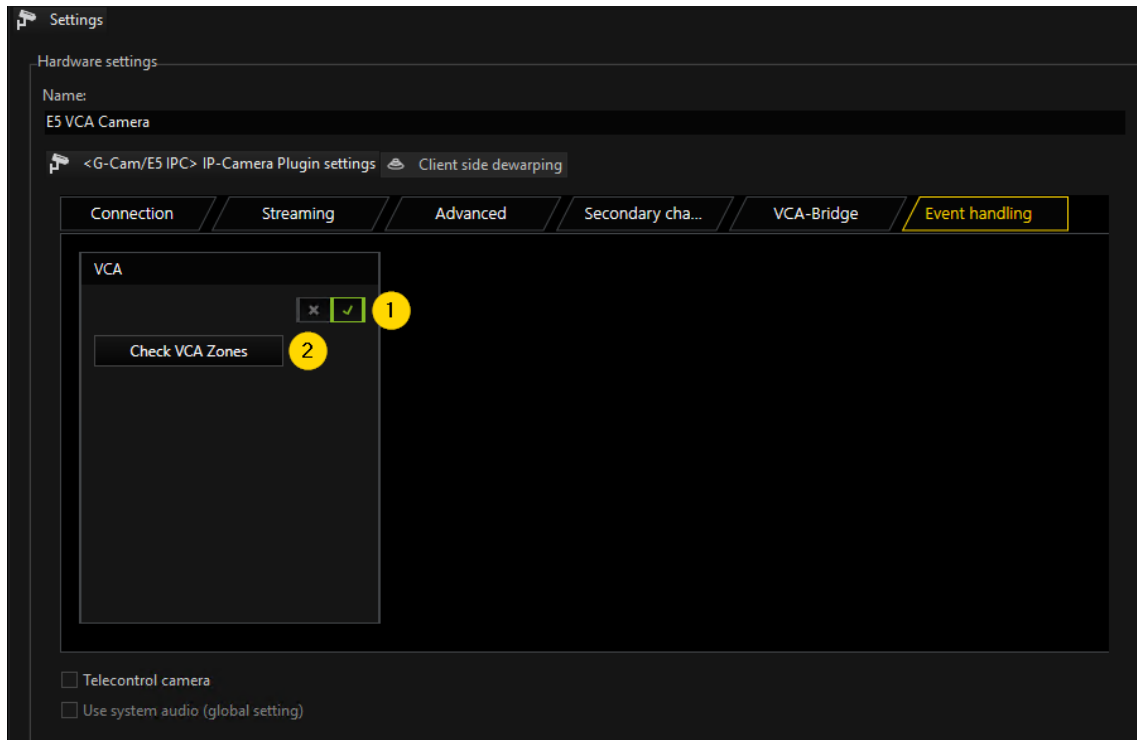 Settings
Hardware settings
Name:
E5 VCA Camera
<G-Cam/E5 IPC> IP-Camera Plugin settings Client side dewarping
Connection Streaming Advanced Secondary cha... VCA-Bridge Event handling
VCA
1
Check VCA Zones 2
Telecontrol camera
Use system audio (global setting)